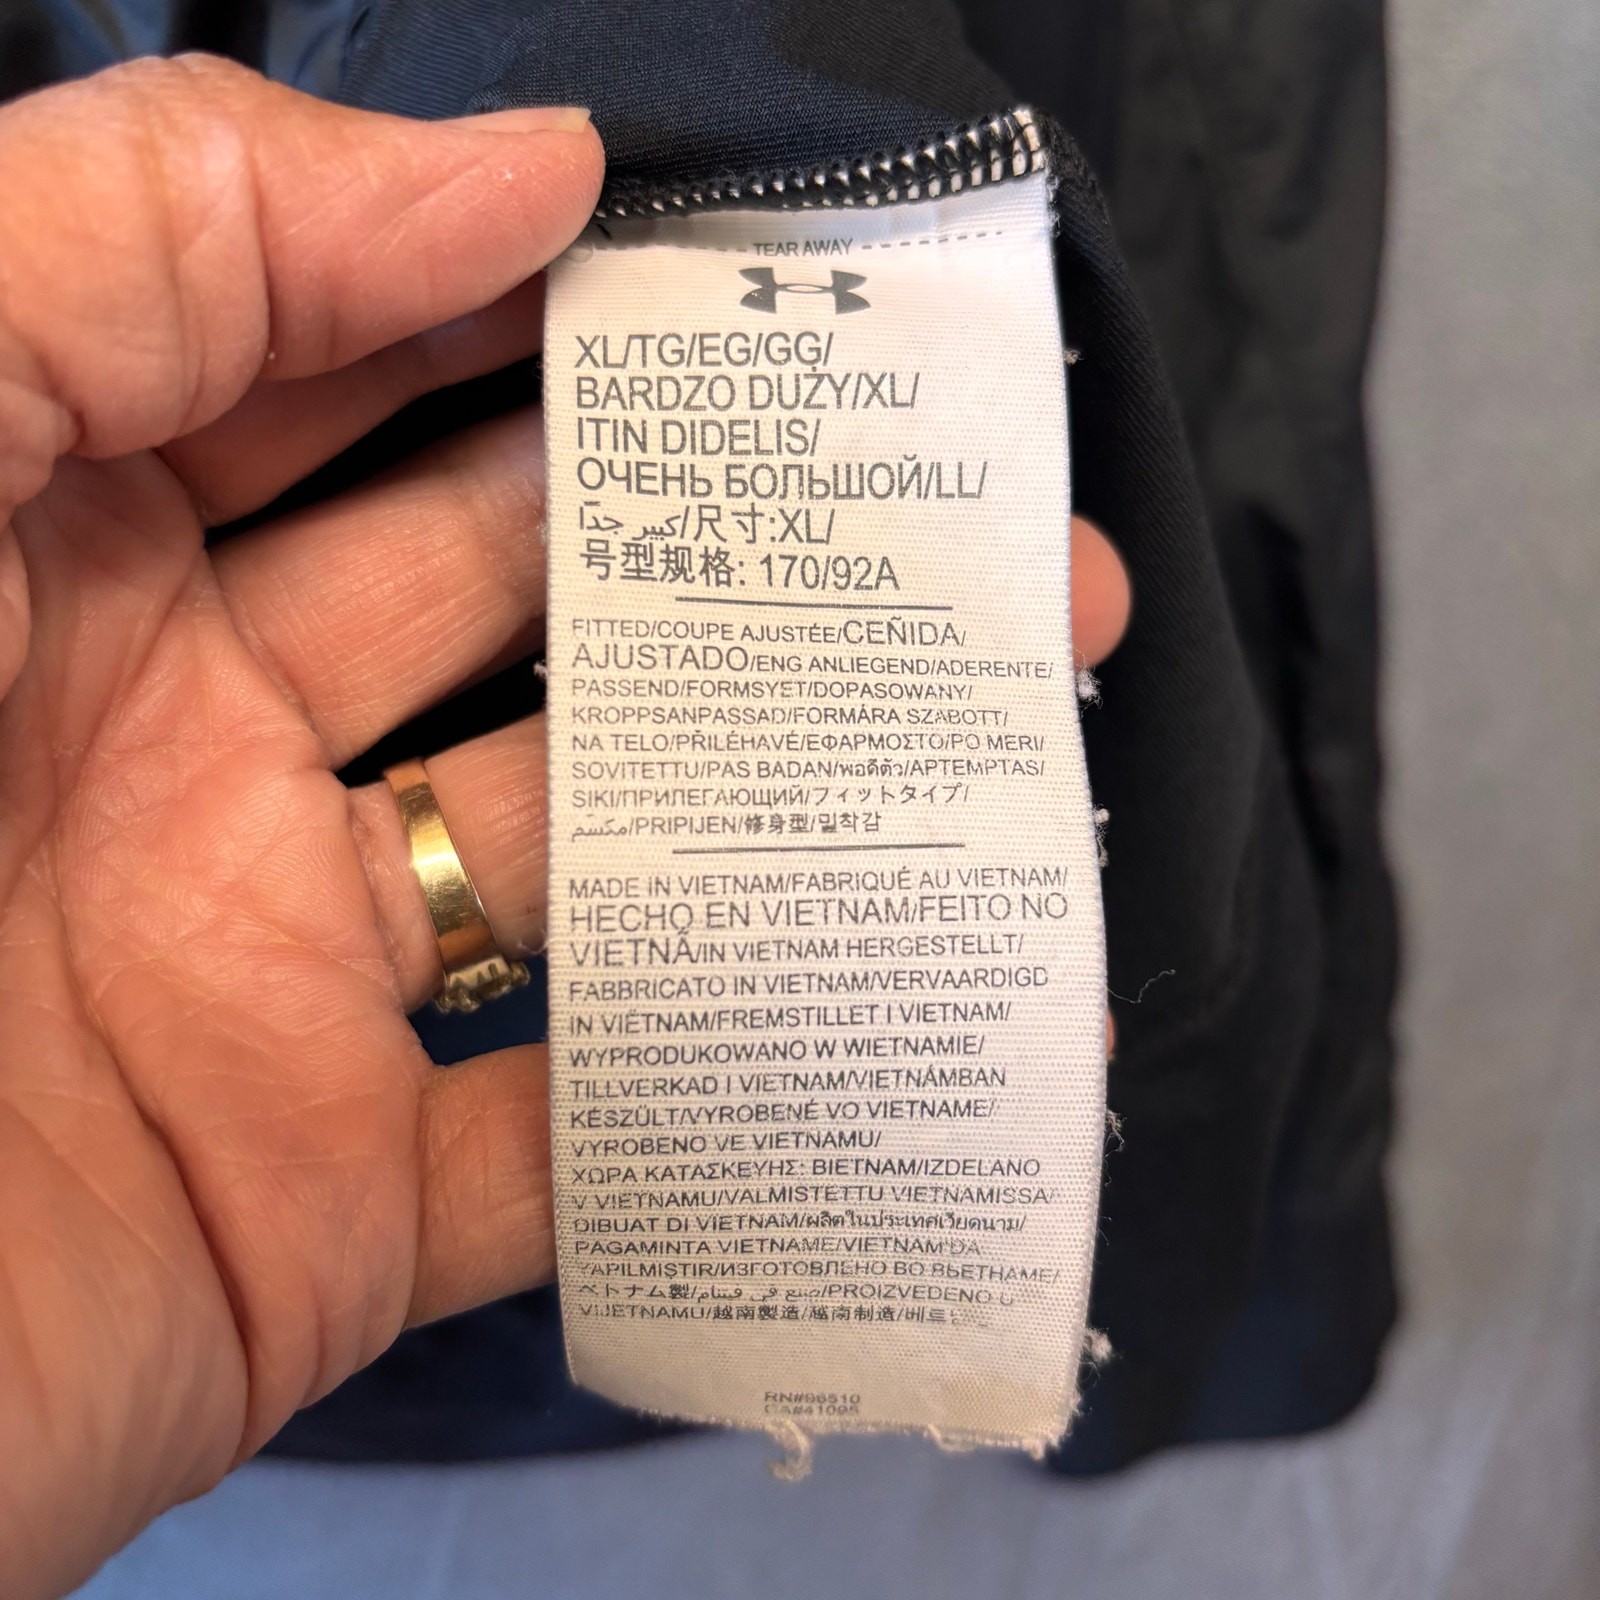 TEAR AWAY
XL/TG/EG/GG/
BARDZO DUŻY/XL/
ITIN DIDELIS/
ОЧЕНЬ БОЛЬШОЙ/LL/
كبير جدًا/尺寸:XL/
号型规格: 170/92A
FITTED/COUPE AJUSTÉE/CEÑIDA/
AJUSTADO/ENG ANLIEGEND/ADERENTE/
PASSEND/FORMSYET/DOPASOWANY/
KROPPSANPASSAD/FORMÁRA SZABOTT/
NA TELO/PŘILÉHAVÉ/ΕΦΑΡΜΟΣΤΟ/PO MERI/
SOVITETTU/PAS BADAN/พอดีตัว/APTEMPTAS/
SIKI/ПРИЛЕГАЮЩИЙ/フィットタイプ/
مكسّم/PRIPIJEN/修身型/밀착감
MADE IN VIETNAM/FABRIQUÉ AU VIETNAM/
HECHO EN VIETNAM/FEITO NO
VIETNÃ/IN VIETNAM HERGESTELLT/
FABBRICATO IN VIETNAM/VERVAARDIGD
IN VIETNAM/FREMSTILLET I VIETNAM/
WYPRODUKOWANO W WIETNAMIE/
TILLVERKAD I VIETNAM/VIETNÁMBAN
KÉSZÜLT/VYROBENÉ VO VIETNAME/
VYROBENO VE VIETNAMU/
ΧΩΡΑ ΚΑΤΑΣΚΕΥΗΣ: ΒΙΕΤΝΑΜ/IZDELANO
V VIETNAMU/VALMISTETTU VIETNAMISSA/
DIBUAT DI VIETNAM/ผลิตในประเทศเวียดนาม/
PAGAMINTA VIETNAME/VIETNAM'DA
YAPILMIŞTIR/ИЗГОТОВЛЕНО ВО ВЬЕТНАМЕ/
ベトナム製/صنع في فيتنام/PROIZVEDENO U
VIJETNAMU/越南製造/越南制造/베트
RN#96510
CA#41095